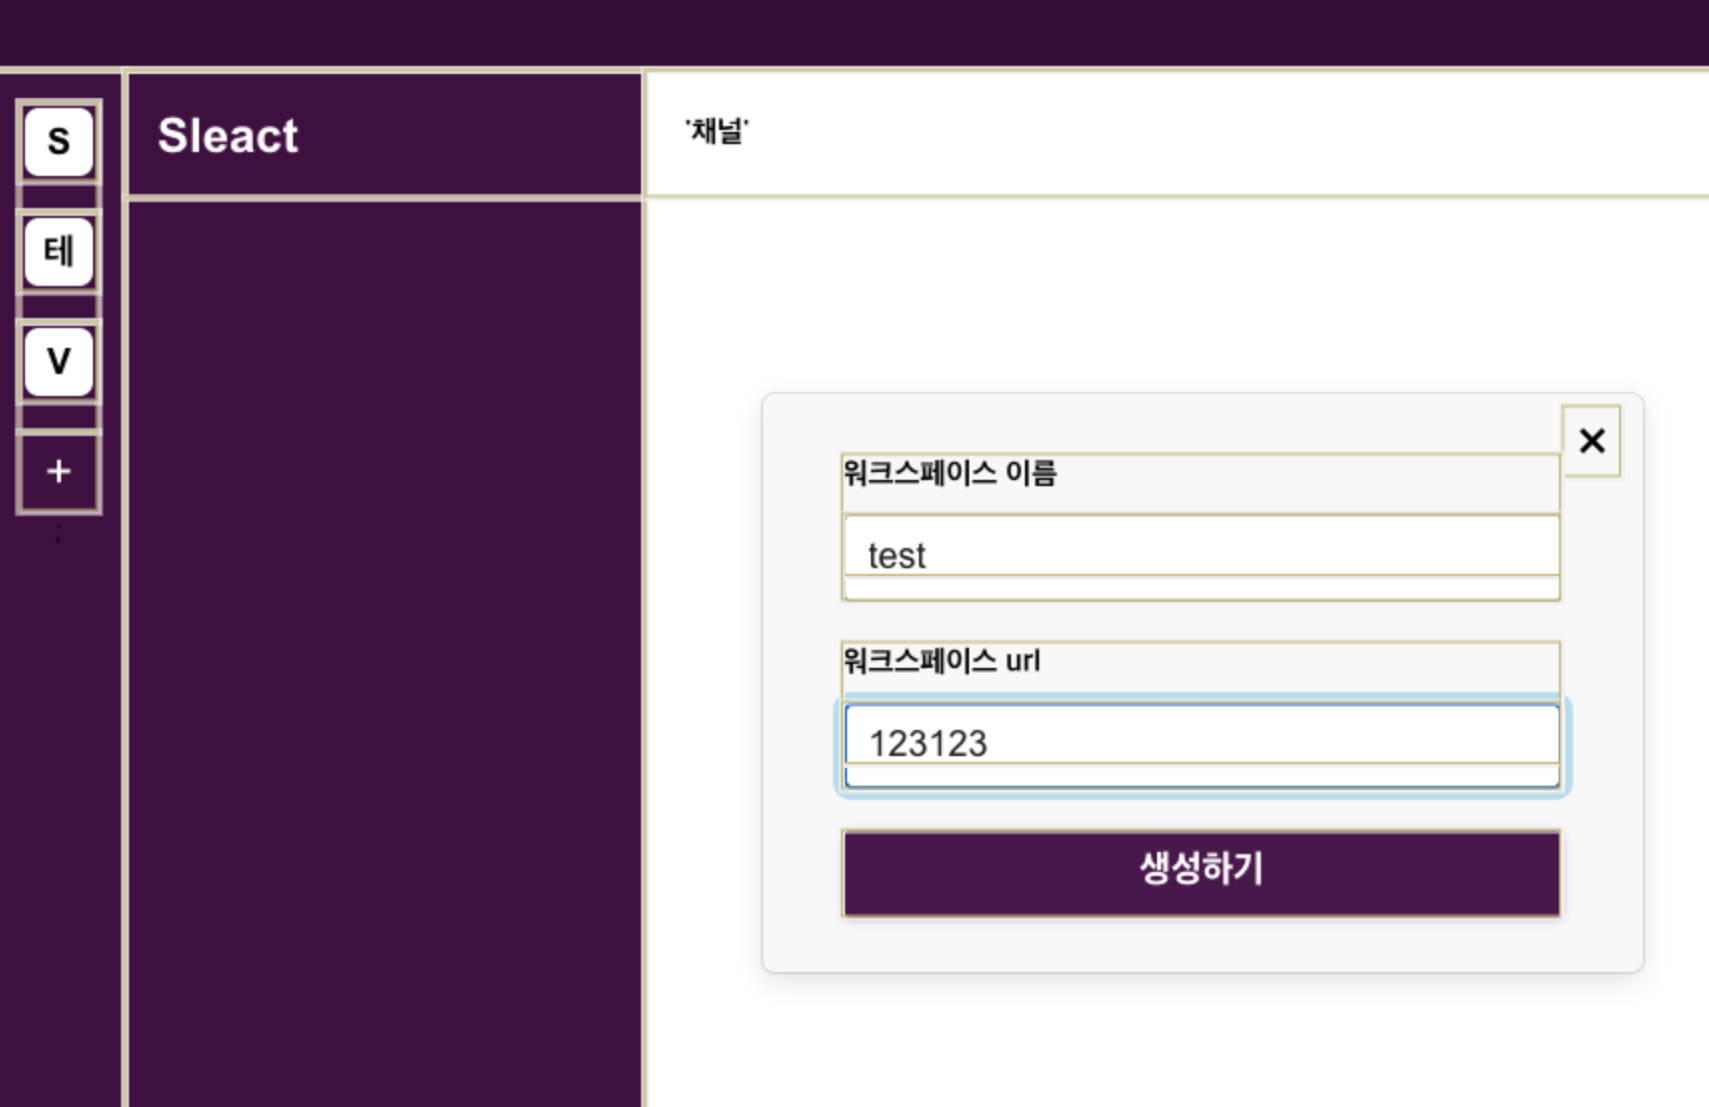 S
테
V
+
;
Sleact
'채널'
×
워크스페이스 이름
test
워크스페이스 url
123123
생성하기